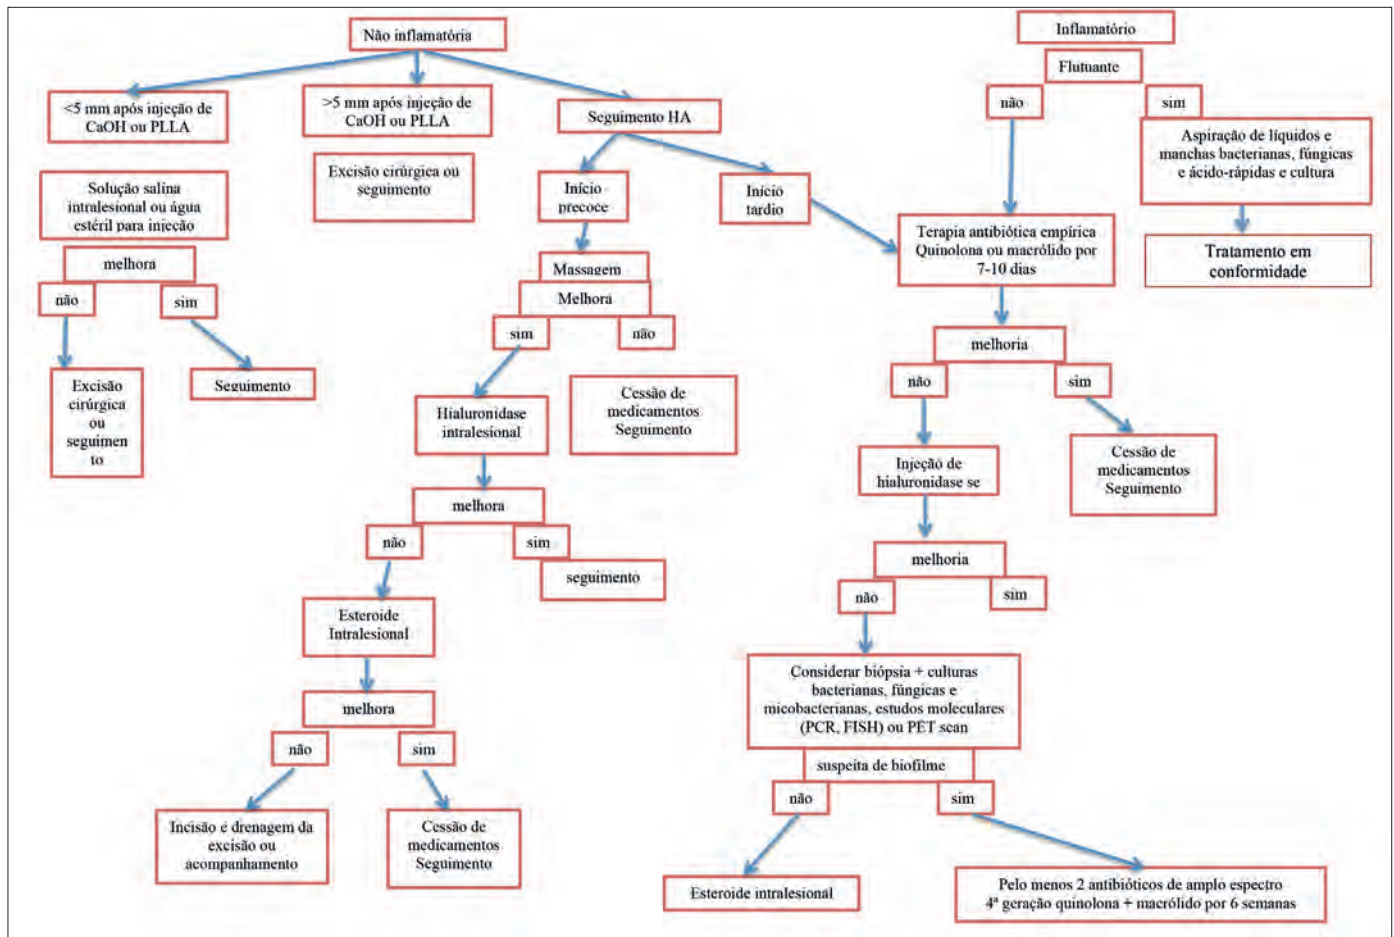 Não inflamatória
<5 mm após injeção de
CaOH ou PLLA
>5 mm após injeção de
CaOH ou PLLA
Seguimento HA
Solução salina
intralesional ou água
estéril para injeção
melhora
não
sim
Excisão
cirúrgica
ou
seguimen
to
Seguimento
Excisão cirúrgica ou
seguimento
Início
precoce
Início
tardio
Massagem
Melhora
sim
não
Hialuronidase
intralesional
Cessão de
medicamentos
Seguimento
melhora
não
sim
seguimento
Esteroide
Intralesional
melhora
não
sim
Incisão e drenagem da
excisão ou
acompanhamento
Cessão de
medicamentos
Seguimento
Inflamatório
Flutuante
não
sim
Aspiração de líquidos e
manchas bacterianas, fúngicas
e ácido-rápidas e cultura
Tratamento em
conformidade
Terapia antibiótica empírica
Quinolona ou macrólido por
7-10 dias
melhoria
não
sim
Injeção de
hialuronidase se
Cessão de
medicamentos
Seguimento
melhoria
não
sim
Considerar biópsia + culturas
bacterianas, fúngicas e
micobacterianas, estudos moleculares
(PCR, FISH) ou PET scan
suspeita de biofilme
não
sim
Esteroide intralesional
Pelo menos 2 antibióticos de amplo espectro
4ª geração quinolona + macrólido por 6 semanas